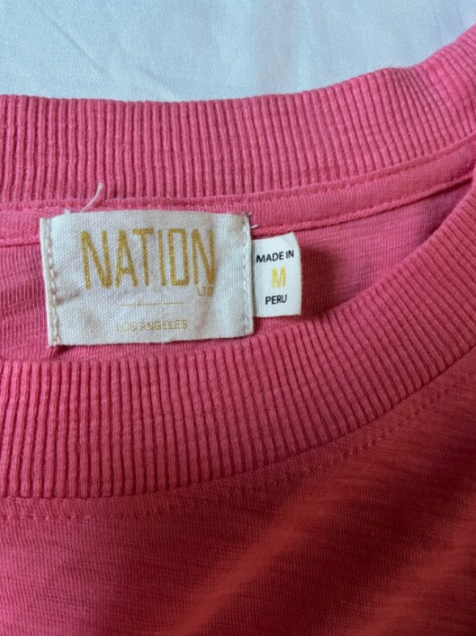 NATION
LTD
LOS ANGELES
MADE IN
M
PERU